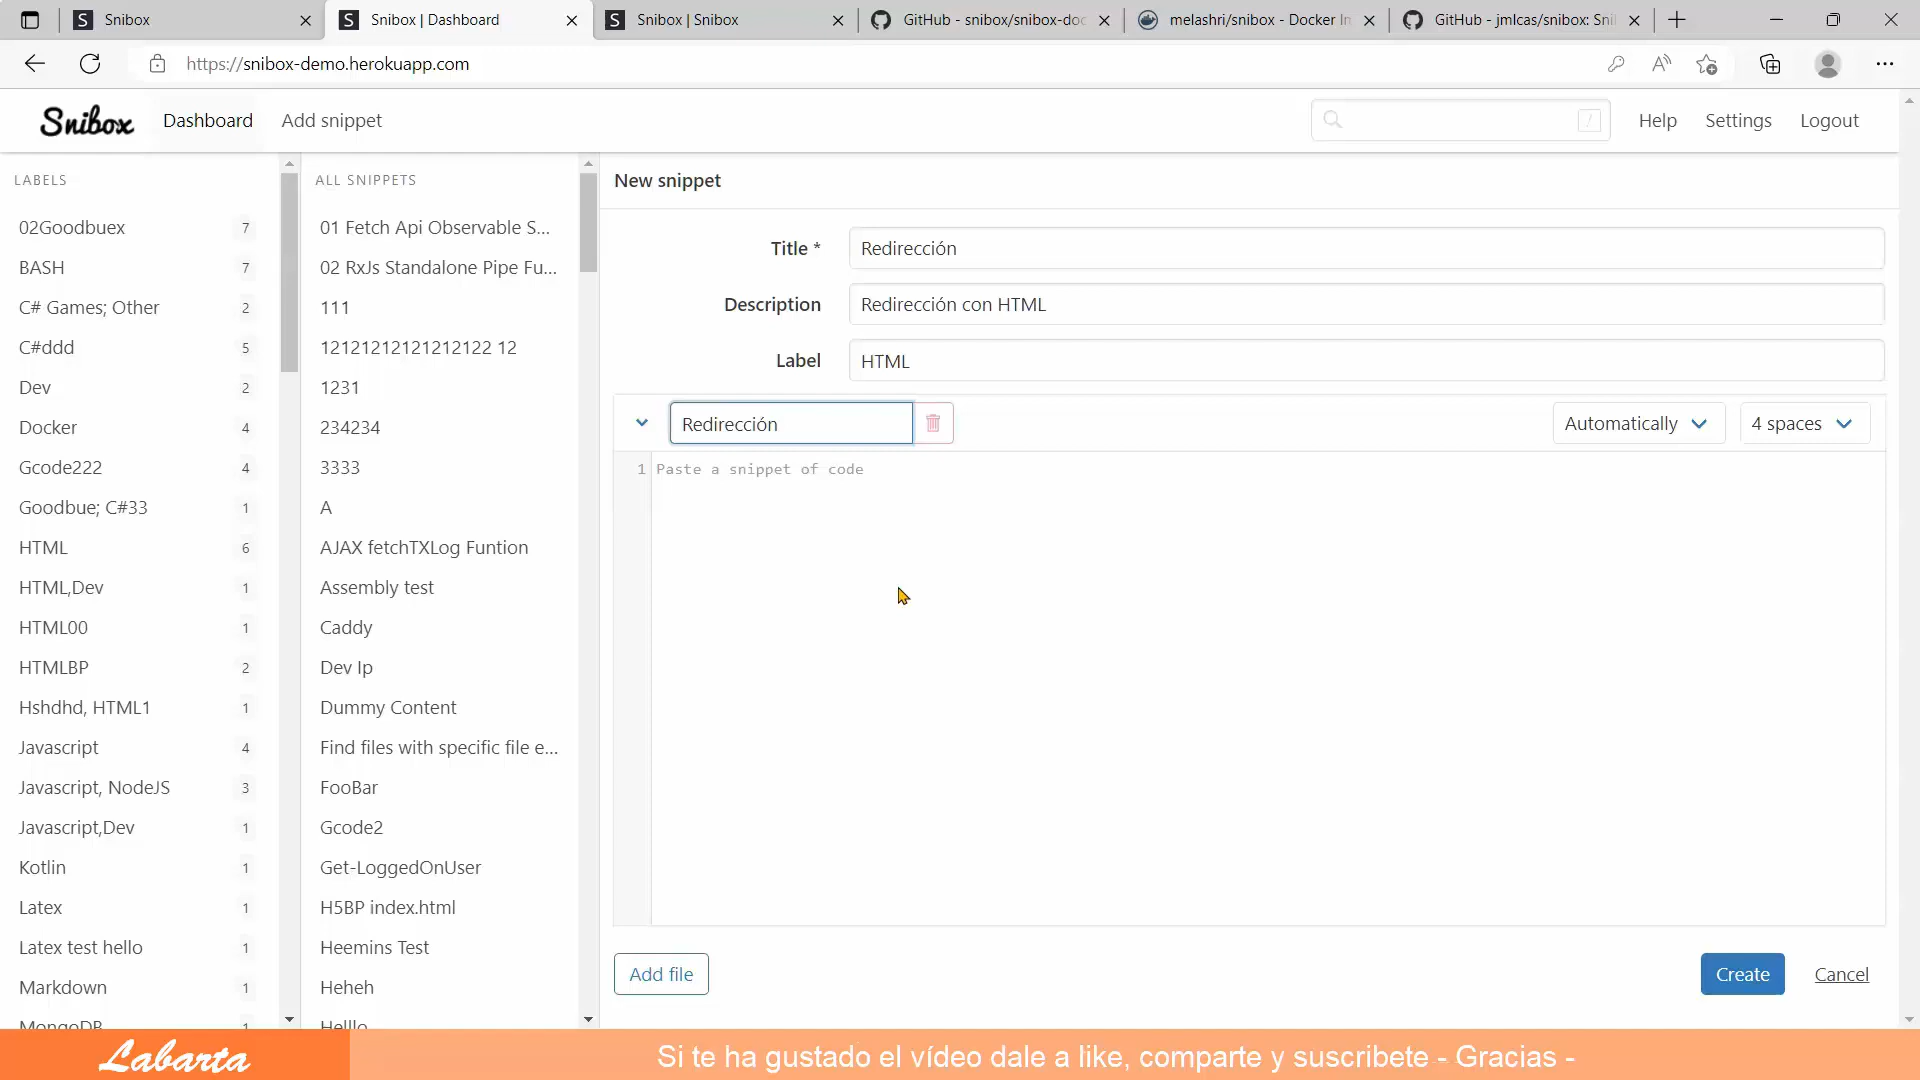 Snibox
Snibox | Dashboard
Snibox | Snibox
GitHub - snibox/snibox-doc
melashri/snibox - Docker Im
GitHub - jmlcas/snibox: Sni
https://snibox-demo.herokuapp.com
Snibox
Dashboard
Add snippet
/
Help
Settings
Logout
LABELS
02Goodbuex 7
BASH 7
C# Games; Other 2
C#ddd 5
Dev 2
Docker 4
Gcode222 4
Goodbue; C#33 1
HTML 6
HTML,Dev 1
HTML00 1
HTMLBP 2
Hshdhd, HTML1 1
Javascript 4
Javascript, NodeJS 3
Javascript,Dev 1
Kotlin 1
Latex 1
Latex test hello 1
Markdown 1
MongoDB 1
ALL SNIPPETS
01 Fetch Api Observable S...
02 RxJs Standalone Pipe Fu...
111
12121212121212122 12
1231
234234
3333
A
AJAX fetchTXLog Funtion
Assembly test
Caddy
Dev Ip
Dummy Content
Find files with specific file e...
FooBar
Gcode2
Get-LoggedOnUser
H5BP index.html
Heemins Test
Heheh
Helllo
New snippet
Title * Redirección
Description Redirección con HTML
Label HTML
Redirección
Automatically
4 spaces
1 Paste a snippet of code
Add file
Create
Cancel
Labarta
Si te ha gustado el vídeo dale a like, comparte y suscribete - Gracias -